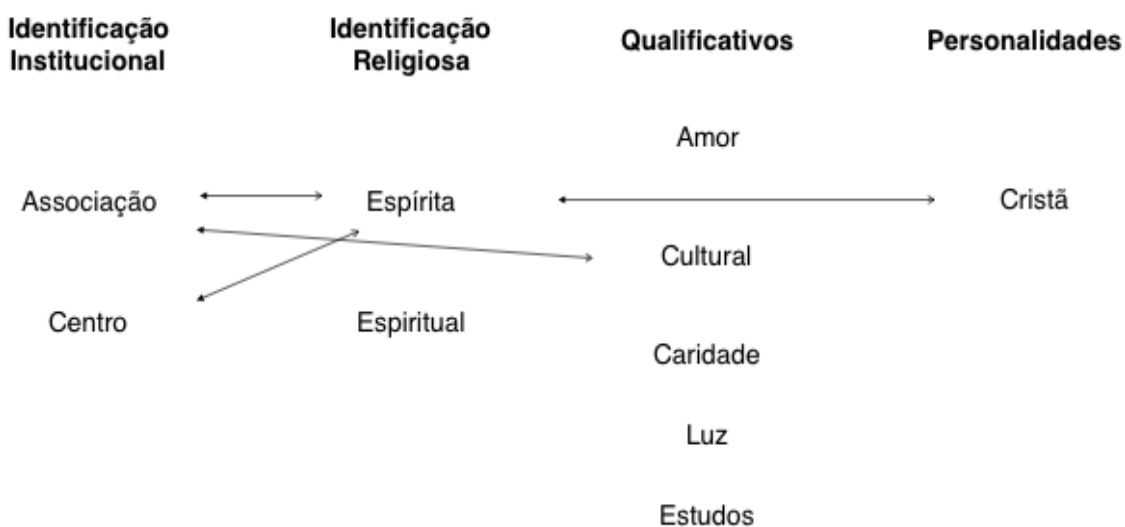 Identificação
Institucional
Identificação
Religiosa
Qualificativos
Personalidades
Amor
Associação
Espírita
Cristã
Cultural
Centro
Espiritual
Caridade
Luz
Estudos